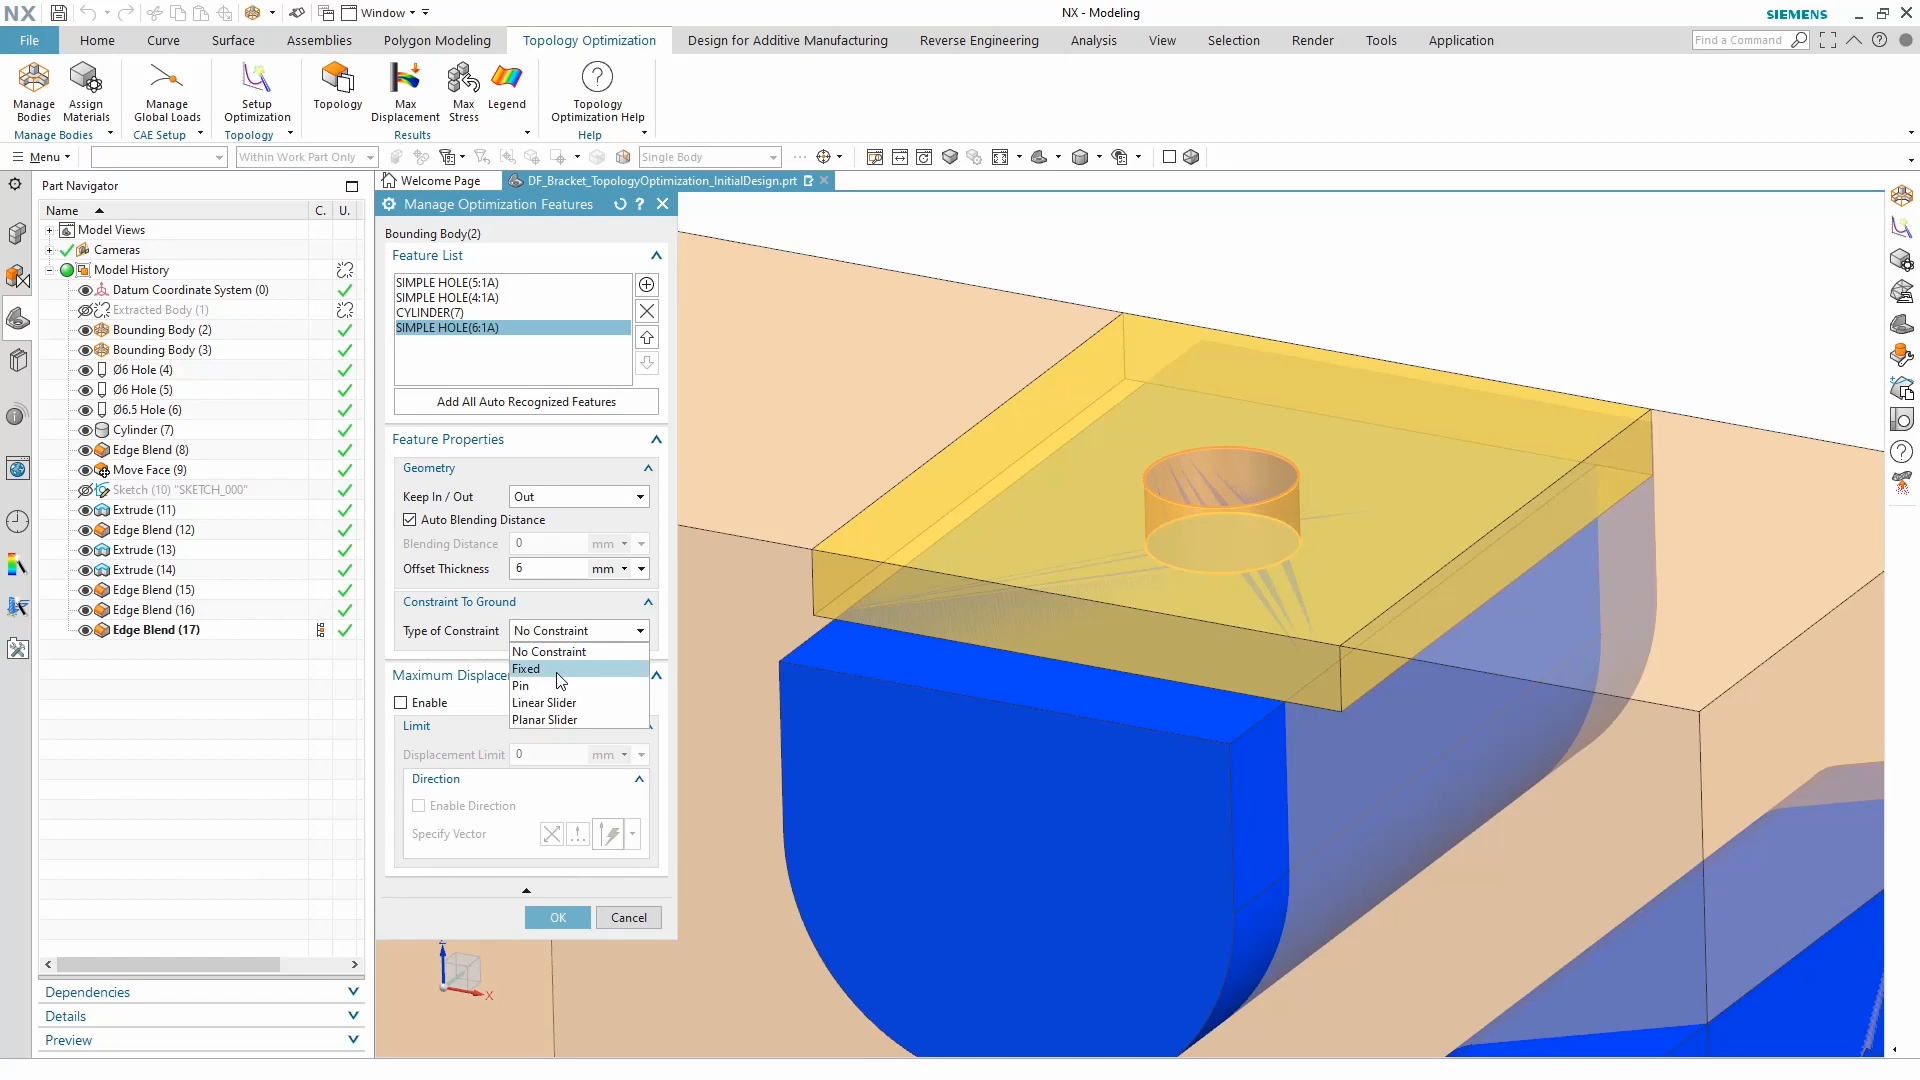 NX
Window
NX - Modeling
SIEMENS
File
Home
Curve
Surface
Assemblies
Polygon Modeling
Topology Optimization
Design for Additive Manufacturing
Reverse Engineering
Analysis
View
Selection
Render
Tools
Application
Find a Command
Manage Bodies
Assign Materials
Manage Global Loads
Setup Optimization
Topology
Max Displacement
Max Stress
Legend
Topology Optimization Help
Manage Bodies
CAE Setup
Topology
Results
Help
Menu
Within Work Part Only
Single Body
Part Navigator
Welcome Page
DF_Bracket_TopologyOptimization_InitialDesign.prt
Name
C.
U.
Model Views
Cameras
Model History
Datum Coordinate System (0)
Extracted Body (1)
Bounding Body (2)
Bounding Body (3)
Ø6 Hole (4)
Ø6 Hole (5)
Ø6.5 Hole (6)
Cylinder (7)
Edge Blend (8)
Move Face (9)
Sketch (10) "SKETCH_000"
Extrude (11)
Edge Blend (12)
Extrude (13)
Extrude (14)
Edge Blend (15)
Edge Blend (16)
Edge Blend (17)
Dependencies
Details
Preview
Manage Optimization Features
Bounding Body(2)
Feature List
SIMPLE HOLE(5:1A)
SIMPLE HOLE(4:1A)
CYLINDER(7)
SIMPLE HOLE(6:1A)
Add All Auto Recognized Features
Feature Properties
Geometry
Keep In / Out
Out
Auto Blending Distance
Blending Distance
0
mm
Offset Thickness
6
mm
Constraint To Ground
Type of Constraint
No Constraint
No Constraint
Fixed
Pin
Linear Slider
Planar Slider
Maximum Displace
Enable
Limit
Displacement Limit
0
mm
Direction
Enable Direction
Specify Vector
OK
Cancel
Z
X